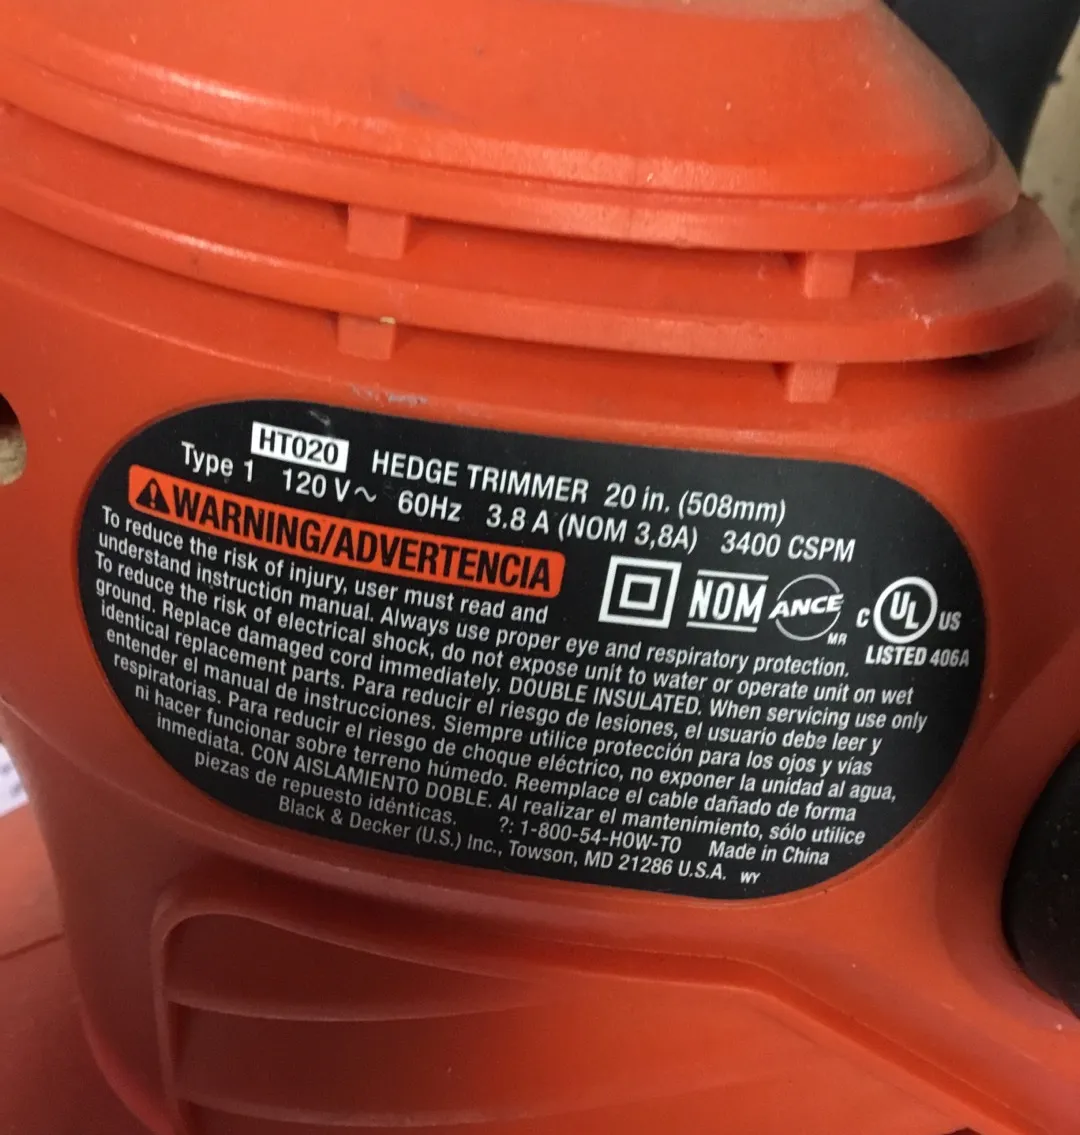 HT020 HEDGE TRIMMER 20 in. (508mm)
Type 1 120 V~ 60Hz 3.8 A (NOM 3,8A) 3400 CSPM
WARNING/ADVERTENCIA
NOM ANCE MR C UL US
LISTED 406A
To reduce the risk of injury, user must read and
understand instruction manual. Always use proper eye and respiratory protection.
To reduce the risk of electrical shock, do not expose unit to water or operate unit on wet
ground. Replace damaged cord immediately. DOUBLE INSULATED. When servicing use only
identical replacement parts. Para reducir el riesgo de lesiones, el usuario debe leer y
entender el manual de instrucciones. Siempre utilice protección para los ojos y vías
respiratorias. Para reducir el riesgo de choque eléctrico, no exponer la unidad al agua,
ni hacer funcionar sobre terreno húmedo. Reemplace el cable dañado de forma
inmediata. CON AISLAMIENTO DOBLE. Al realizar el mantenimiento, sólo utilice
piezas de repuesto idénticas. ?: 1-800-54-HOW-TO Made in China
Black & Decker (U.S.) Inc., Towson, MD 21286 U.S.A. WY